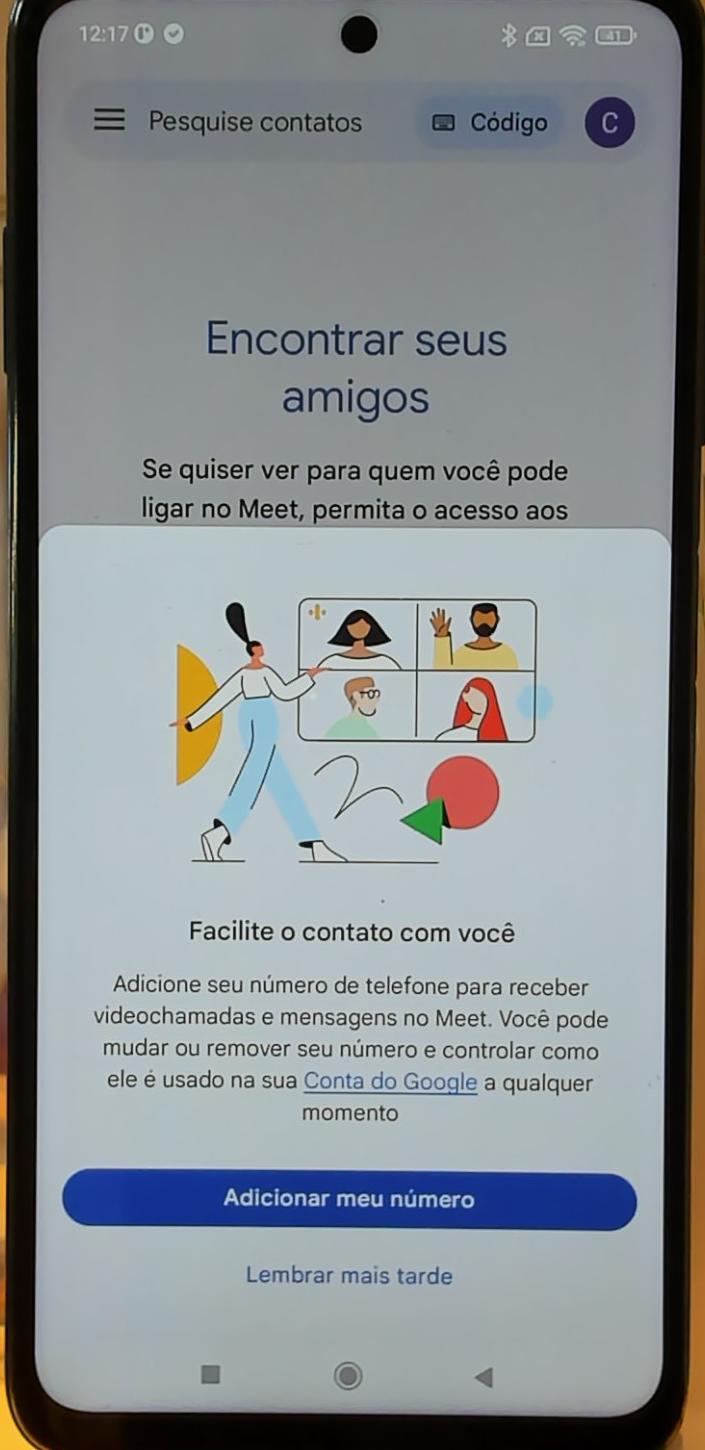 12:17
41
Pesquise contatos
Código
C
Encontrar seus
amigos
Se quiser ver para quem você pode
ligar no Meet, permita o acesso aos
Facilite o contato com você
Adicione seu número de telefone para receber
videochamadas e mensagens no Meet. Você pode
mudar ou remover seu número e controlar como
ele é usado na sua Conta do Google a qualquer
momento
Adicionar meu número
Lembrar mais tarde